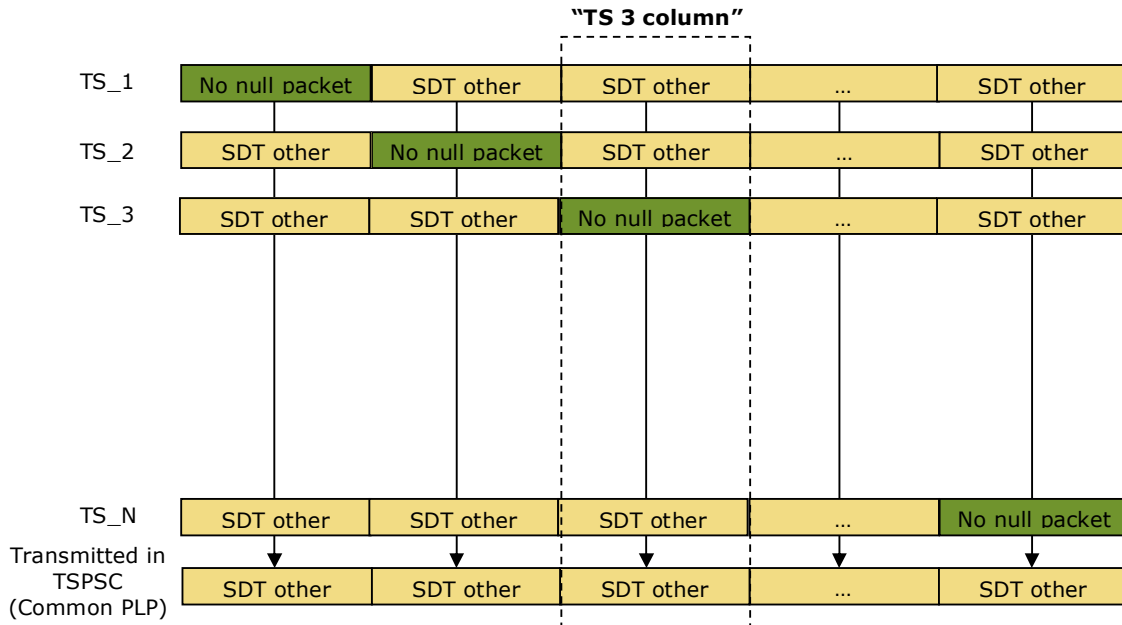 “TS 3 column”
TS_1 No null packet SDT other SDT other ... SDT other
TS_2 SDT other No null packet SDT other ... SDT other
TS_3 SDT other SDT other No null packet ... SDT other
TS_N SDT other SDT other SDT other ... No null packet
Transmitted in
TSPSC
(Common PLP)
SDT other SDT other SDT other ... SDT other